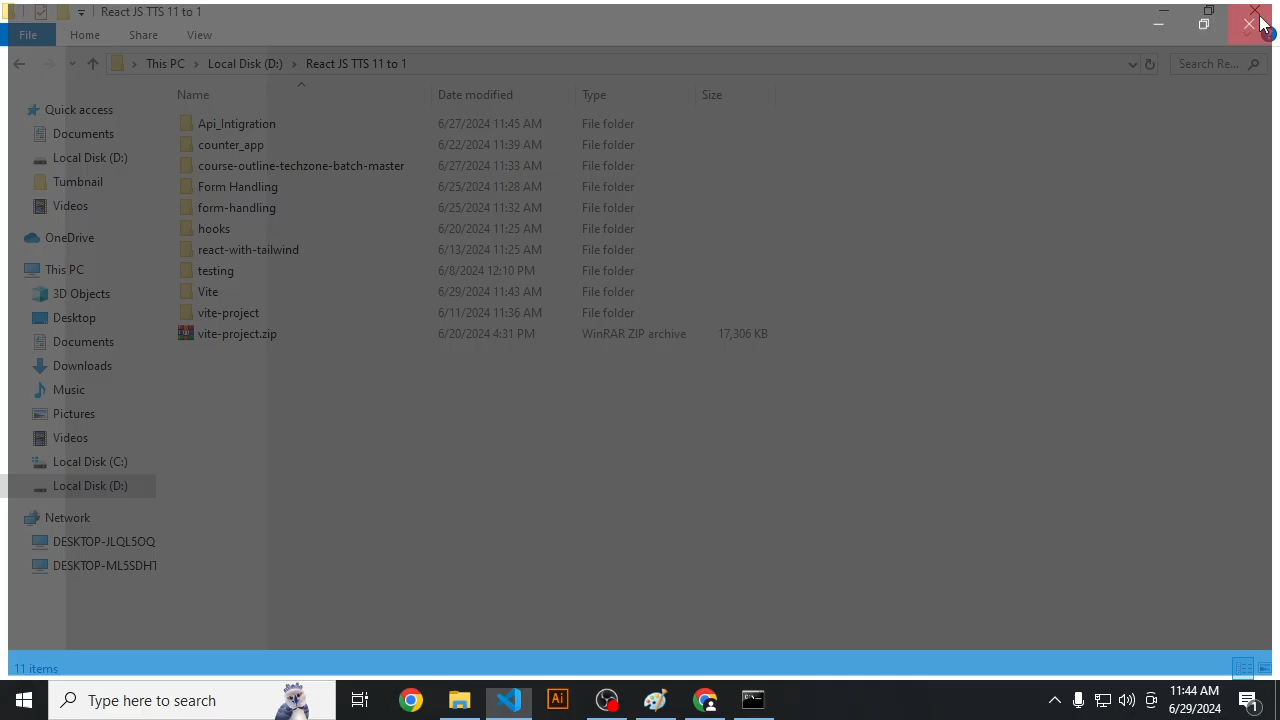 React JS TTS 11 to 1
File Home Share View
This PC Local Disk (D:) React JS TTS 11 to 1 Search Re...
Name Date modified Type Size
Quick access
Documents
Local Disk (D:)
Tumbnail
Videos
OneDrive
This PC
3D Objects
Desktop
Documents
Downloads
Music
Pictures
Videos
Local Disk (C:)
Local Disk (D:)
Network
DESKTOP-JLQL5OQ
DESKTOP-ML5SDHT
Api_Intigration 6/27/2024 11:45 AM File folder
counter_app 6/22/2024 11:39 AM File folder
course-outline-techzone-batch-master 6/27/2024 11:33 AM File folder
Form Handling 6/25/2024 11:28 AM File folder
form-handling 6/25/2024 11:32 AM File folder
hooks 6/20/2024 11:25 AM File folder
react-with-tailwind 6/13/2024 11:25 AM File folder
testing 6/8/2024 12:10 PM File folder
Vite 6/29/2024 11:43 AM File folder
vite-project 6/11/2024 11:36 AM File folder
vite-project.zip 6/20/2024 4:31 PM WinRAR ZIP archive 17,306 KB
11 items
Type here to search
Ai
11:44 AM
6/29/2024
1